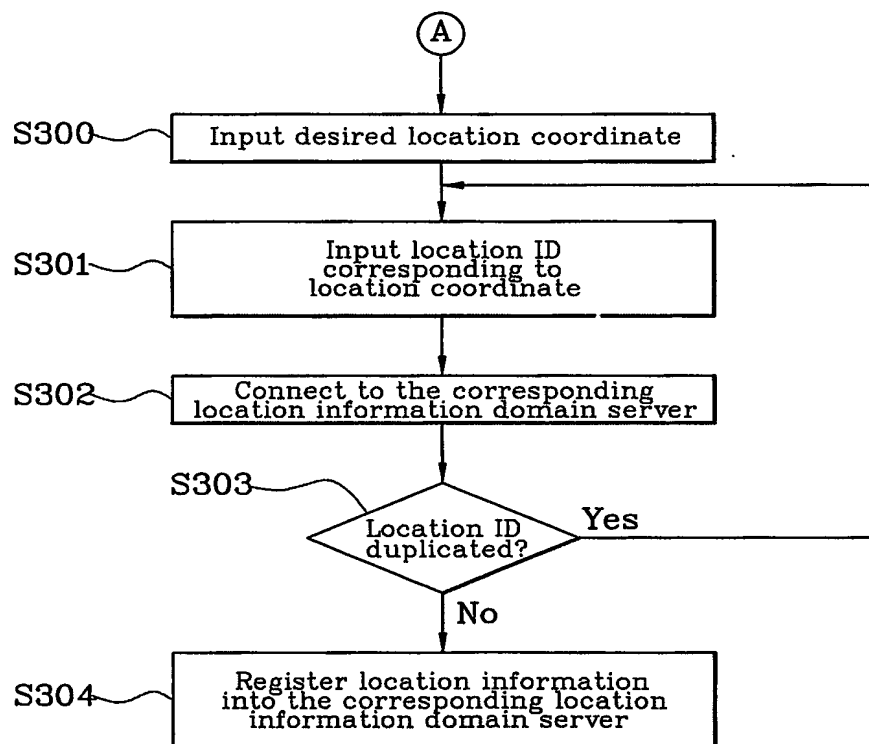 A
S300
Input desired location coordinate
S301
Input location ID
corresponding to
location coordinate
S302
Connect to the corresponding
location information domain server
S303
Location ID
duplicated?
Yes
No
S304
Register location information
into the corresponding location
information domain server